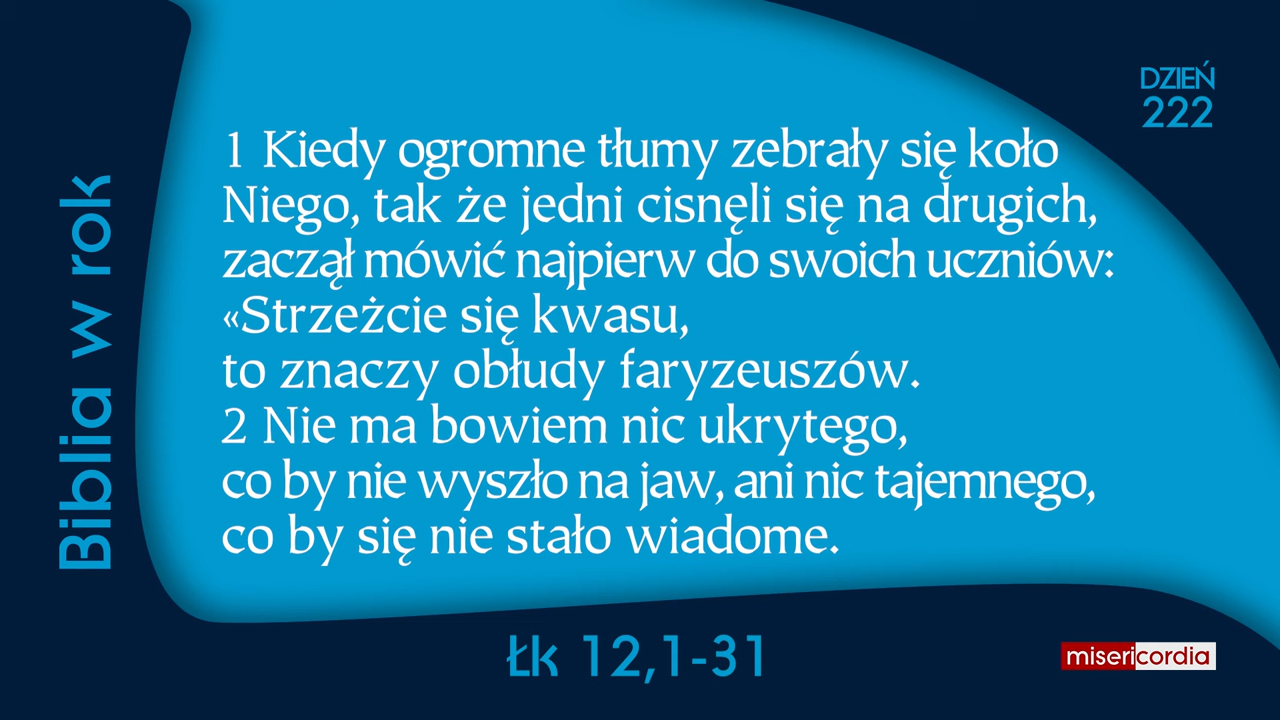 DZIEŃ
222
1 Kiedy ogromne tłumy zebrały się koło
Niego, tak że jedni cisnęli się na drugich,
zaczął mówić najpierw do swoich uczniów:
«Strzeżcie się kwasu,
to znaczy obłudy faryzeuszów.
2 Nie ma bowiem nic ukrytego,
co by nie wyszło na jaw, ani nic tajemnego,
co by się nie stało wiadome.
Biblia w rok
Łk 12,1-31
misericordia